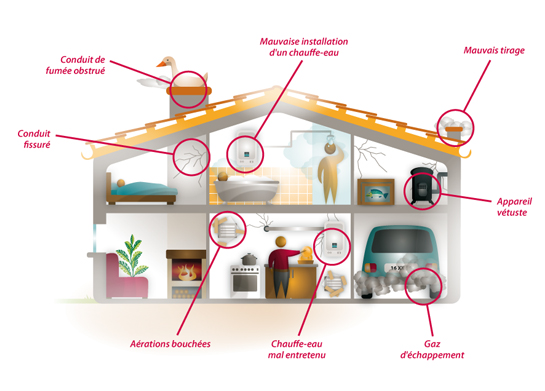 Mauvaise installation
d'un chauffe-eau
Mauvais tirage
Conduit de
fumée obstrué
Conduit
fissuré
Appareil
vétuste
Aérations bouchées
Chauffe-eau
mal entretenu
Gaz
d'échappement